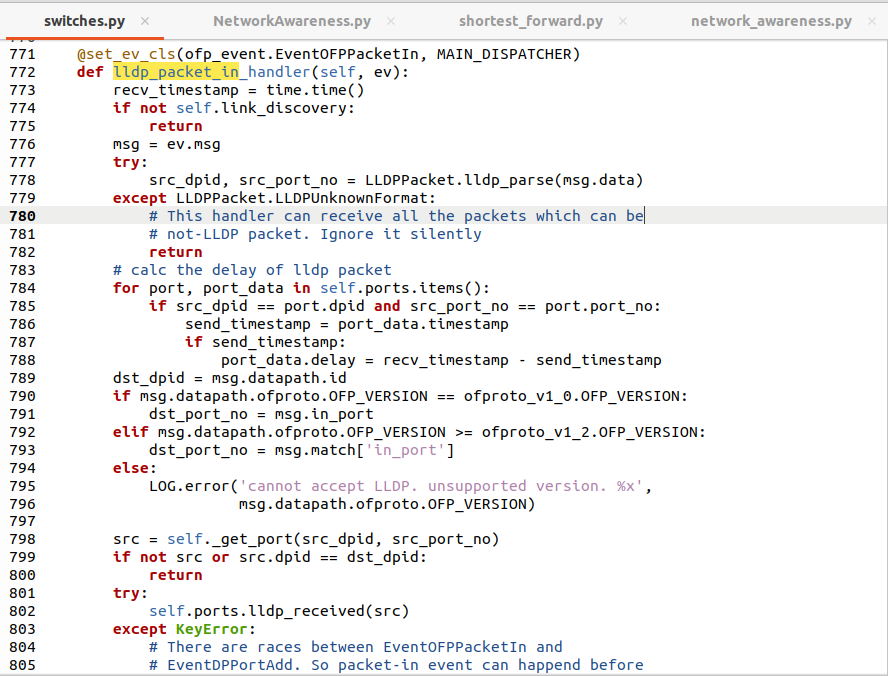 switches.py × NetworkAwareness.py × shortest_forward.py × network_awareness.py ×
771 @set_ev_cls(ofp_event.EventOFPPacketIn, MAIN_DISPATCHER)
772 def lldp_packet_in_handler(self, ev):
773 recv_timestamp = time.time()
774 if not self.link_discovery:
775 return
776 msg = ev.msg
777 try:
778 src_dpid, src_port_no = LLDPPacket.lldp_parse(msg.data)
779 except LLDPPacket.LLDPUnknownFormat:
780 # This handler can receive all the packets which can be
781 # not-LLDP packet. Ignore it silently
782 return
783 # calc the delay of lldp packet
784 for port, port_data in self.ports.items():
785 if src_dpid == port.dpid and src_port_no == port.port_no:
786 send_timestamp = port_data.timestamp
787 if send_timestamp:
788 port_data.delay = recv_timestamp - send_timestamp
789 dst_dpid = msg.datapath.id
790 if msg.datapath.ofproto.OFP_VERSION == ofproto_v1_0.OFP_VERSION:
791 dst_port_no = msg.in_port
792 elif msg.datapath.ofproto.OFP_VERSION >= ofproto_v1_2.OFP_VERSION:
793 dst_port_no = msg.match['in_port']
794 else:
795 LOG.error('cannot accept LLDP. unsupported version. %x',
796 msg.datapath.ofproto.OFP_VERSION)
797
798 src = self._get_port(src_dpid, src_port_no)
799 if not src or src.dpid == dst_dpid:
800 return
801 try:
802 self.ports.lldp_received(src)
803 except KeyError:
804 # There are races between EventOFPPacketIn and
805 # EventDPPortAdd. So packet-in event can happend before